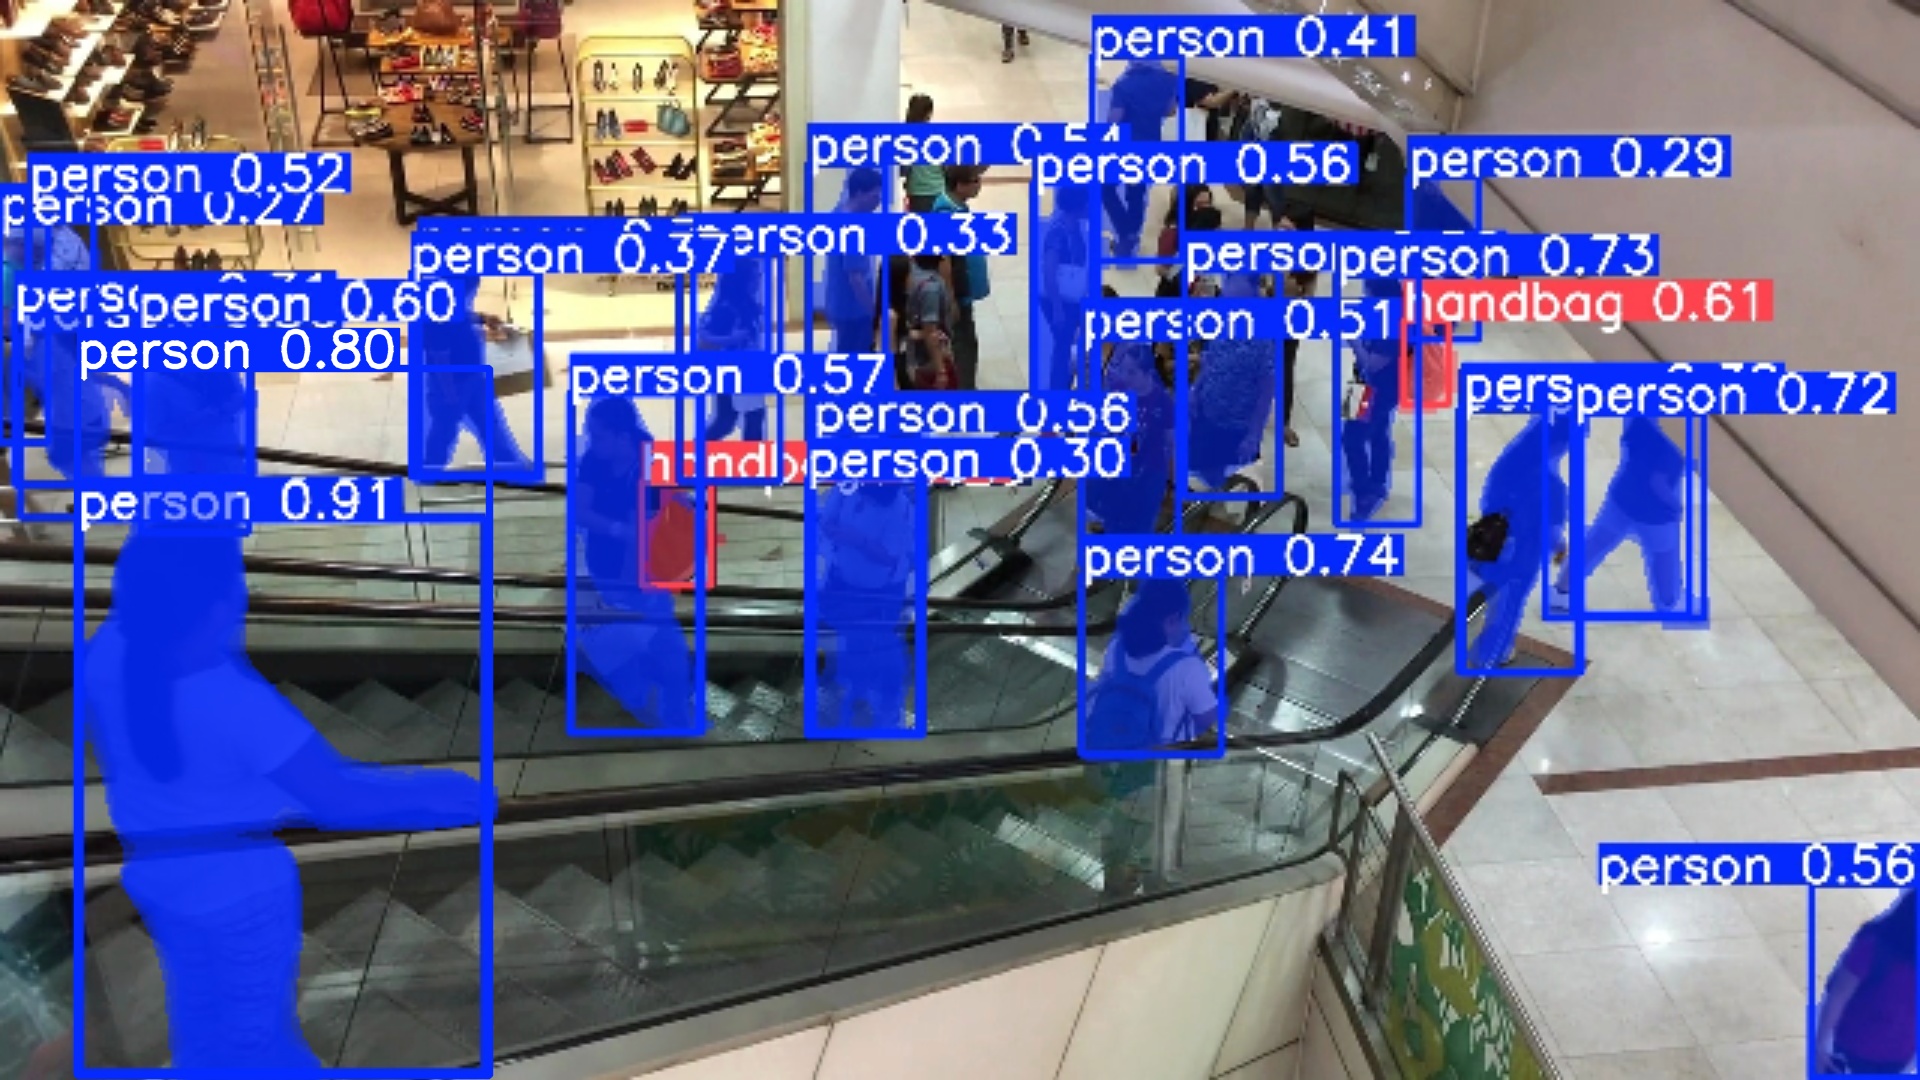 person 0.41
person 0.54
person 0.56
person 0.29
person 0.52
person 0.27
person 0.33
person 0.37
person 0.73
handbag 0.61
person 0.60
person 0.51
person 0.80
person 0.57
person 0.72
person 0.56
person 0.30
person 0.91
person 0.74
person 0.56